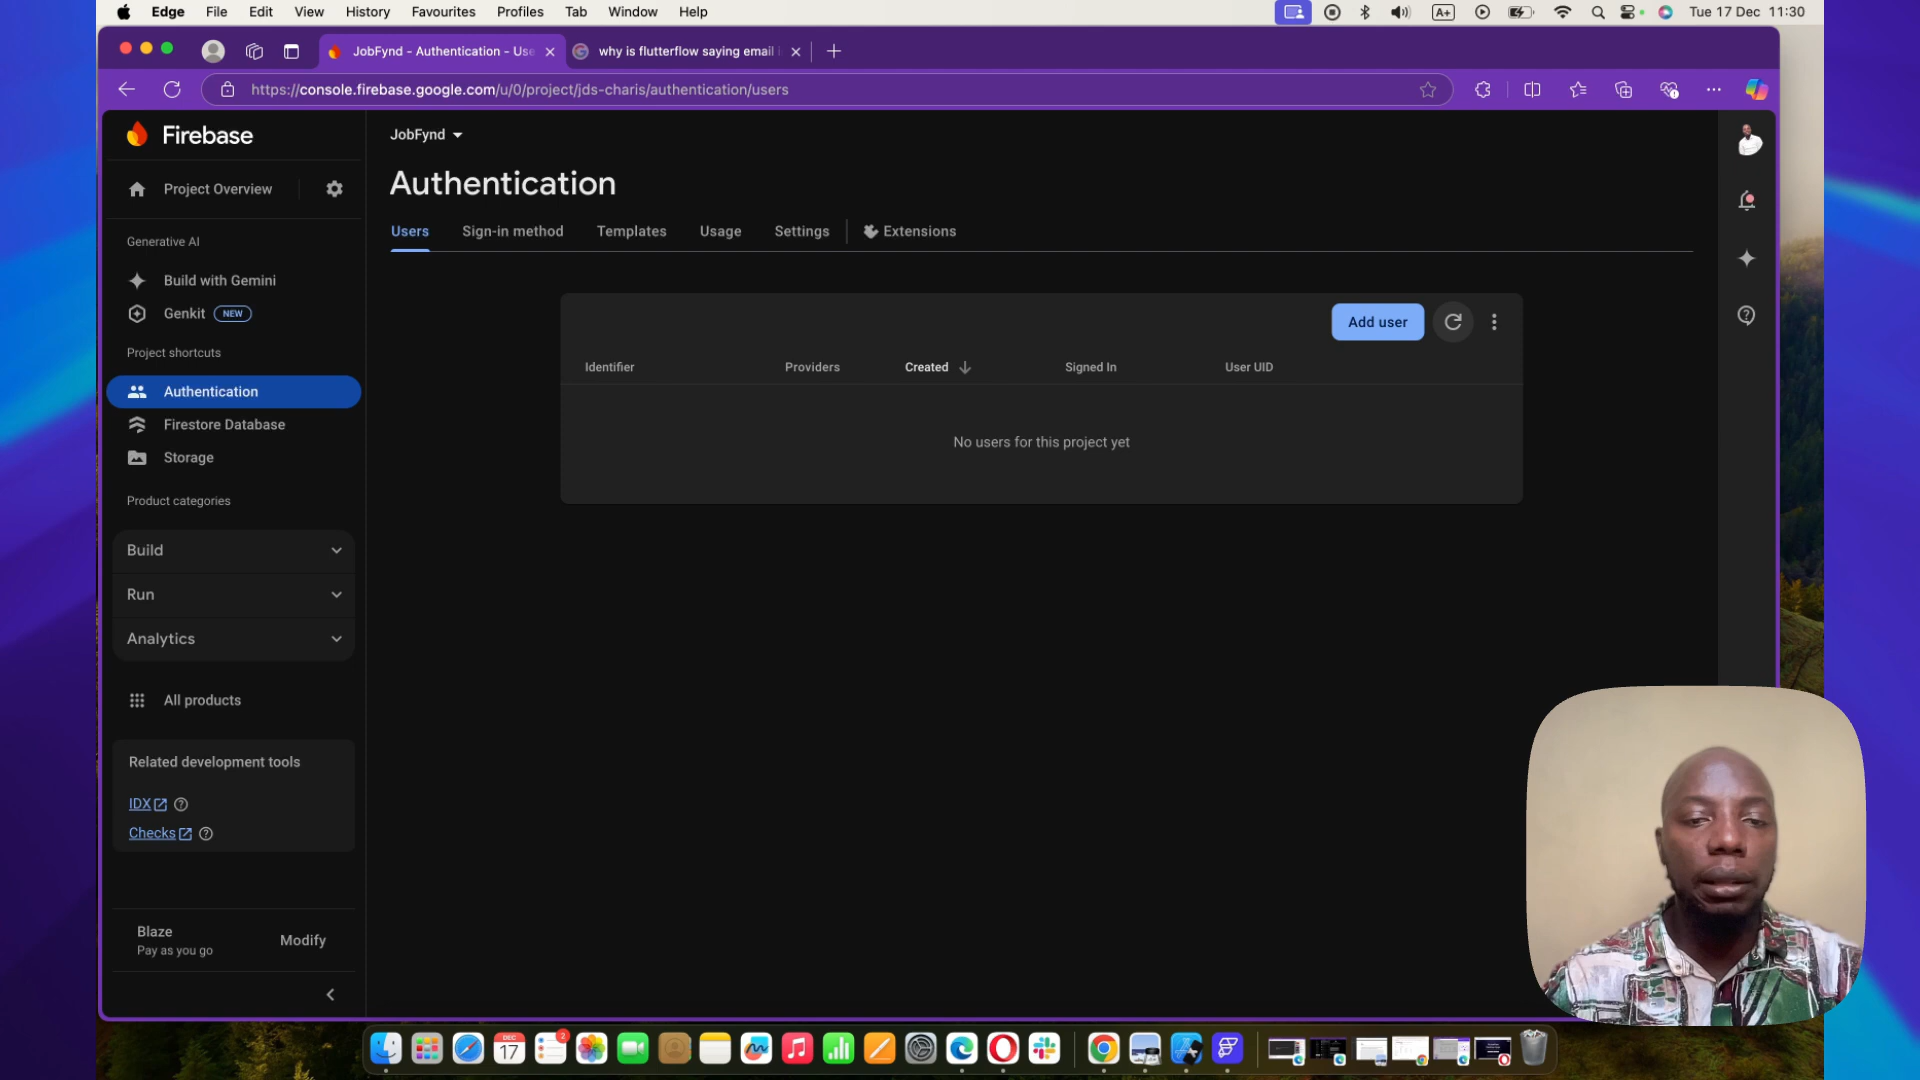 Edge File Edit View History Favourites Profiles Tab Window Help
A+
Tue 17 Dec 11:30
JobFynd - Authentication - Use
why is flutterflow saying email i
https://console.firebase.google.com/u/0/project/jds-charis/authentication/users
Firebase
Project Overview
Generative AI
Build with Gemini
Genkit NEW
Project shortcuts
Authentication
Firestore Database
Storage
Product categories
Build
Run
Analytics
All products
Related development tools
IDX
Checks
Blaze
Pay as you go
Modify
JobFynd
Authentication
Users Sign-in method Templates Usage Settings Extensions
Add user
Identifier Providers Created Signed In User UID
No users for this project yet
DEC
17
2